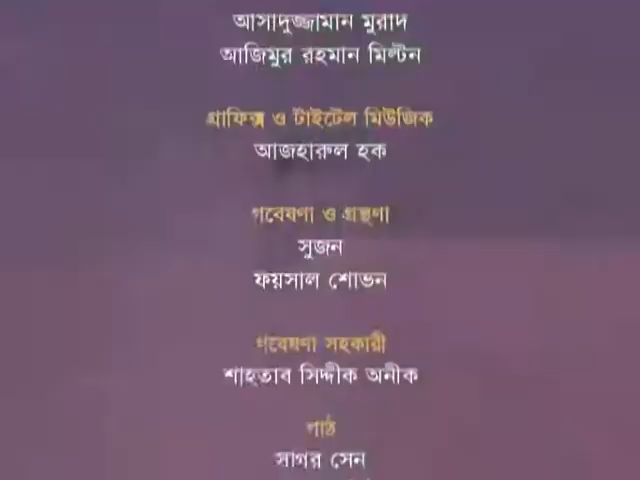 আসাদুজ্জামান মুরাদ
আজিমুর রহমান মিল্টন
গ্রাফিক্স ও টাইটেল মিউজিক
আজহারুল হক
গবেষণা ও গ্রন্থণা
সুজন
ফয়সাল শোভন
গবেষণা সহকারী
শাহতাব সিদ্দীক অনীক
পাঠ
সাগর সেন